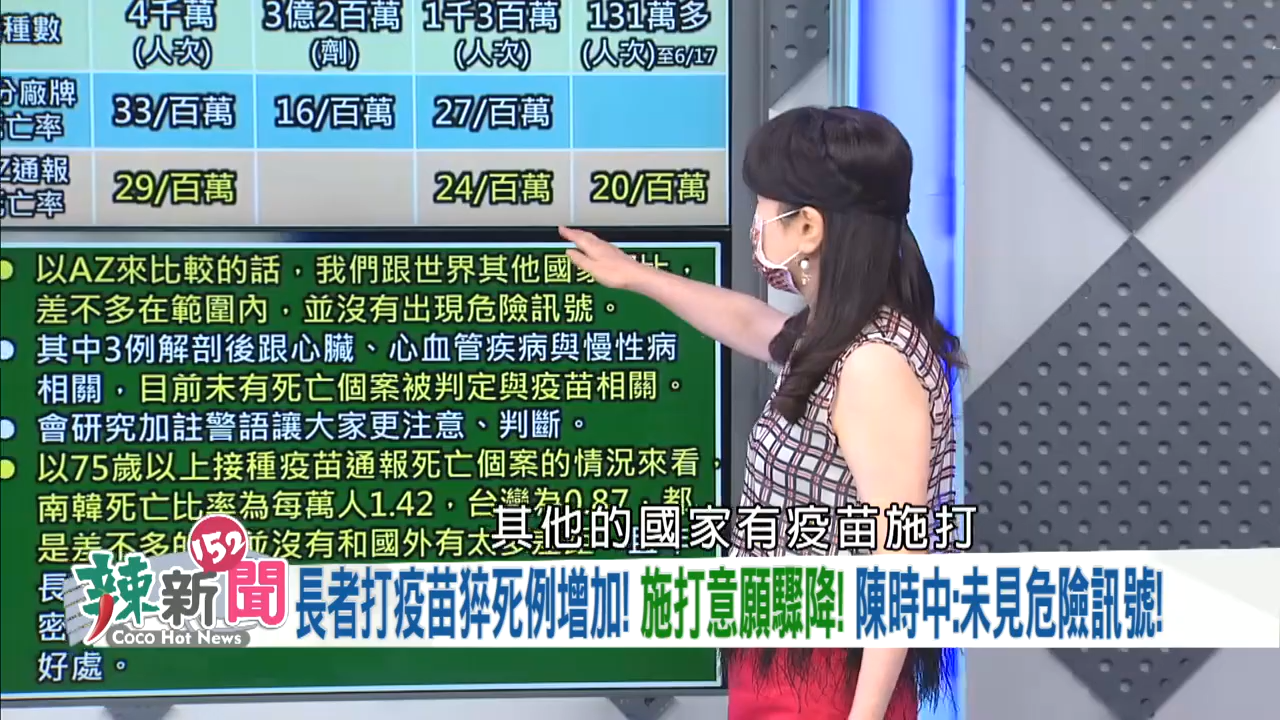 種數 4千萬 3億2百萬 1千3百萬 131萬多
(人次) (劑) (人次) (人次)至6/17
分廠牌
亡率
33/百萬 16/百萬 27/百萬
Z通報
亡率
29/百萬 24/百萬 20/百萬
以AZ來比較的話，我們跟世界其他國家 比，
差不多在範圍內，並沒有出現危險訊號。
其中3例解剖後跟心臟、心血管疾病與慢性病
相關，目前未有死亡個案被判定與疫苗相關。
會研究加註警語讓大家更注意、判斷。
以75歲以上接種疫苗通報死亡個案的情況來看，
南韓死亡比率為每萬人1.42，台灣為0.87，都
是差不多的 並沒有和國外有太多
其他的國家有疫苗施打
長
密
好處。
152
辣新聞
Coco Hot News
長者打疫苗猝死例增加! 施打意願驟降! 陳時中:未見危險訊號!